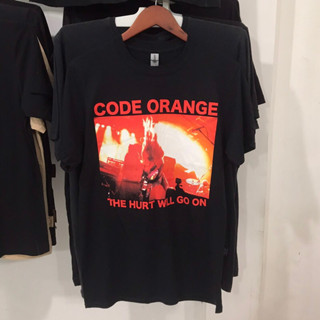 CODE ORANGE
THE HURT WILL GO ON